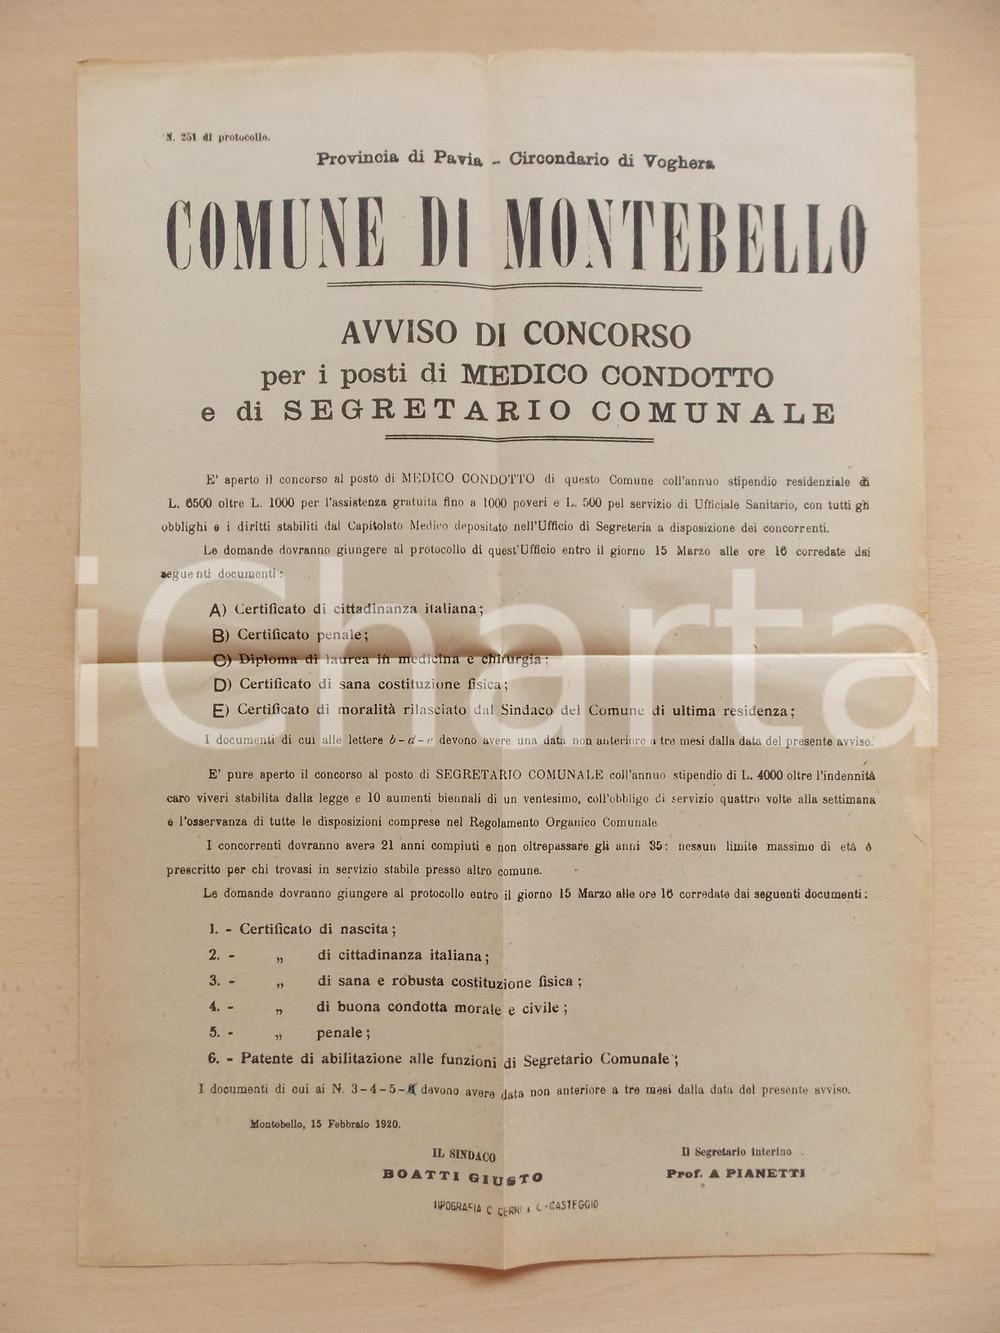 N. 251 di protocollo.
Provincia di Pavia - Circondario di Voghera
COMUNE DI MONTEBELLO
AVVISO DI CONCORSO
per i posti di MEDICO CONDOTTO
e di SEGRETARIO COMUNALE
E' aperto il concorso al posto di MEDICO CONDOTTO di questo Comune coll'annuo stipendio residenziale di
L. 6500 oltre L. 1000 per l'assistenza gratuita fino a 1000 poveri e L. 500 pel servizio di Ufficiale Sanitario, con tutti gli
obblighi e i diritti stabiliti dal Capitolato Medico depositato nell'Ufficio di Segreteria a disposizione dei concorrenti.
Le domande dovranno giungere al protocollo di quest'Ufficio entro il giorno 15 Marzo alle ore 16 corredate dai
seguenti documenti:
A) Certificato di cittadinanza italiana;
B) Certificato penale;
C) Diploma di laurea in medicina e chirurgia;
D) Certificato di sana costituzione fisica;
E) Certificato di moralità rilasciato dal Sindaco del Comune di ultima residenza;
I documenti di cui alle lettere b-d-e devono avere una data non anteriore a tre mesi dalla data del presente avviso.
E' pure aperto il concorso al posto di SEGRETARIO COMUNALE coll'annuo stipendio di L. 4000 oltre l'indennità
caro viveri stabilita dalla legge e 10 aumenti biennali di un ventesimo, coll'obbligo di servizio quattro volte alla settimana
e l'osservanza di tutte le disposizioni comprese nel Regolamento Organico Comunale
I concorrenti dovranno avere 21 anni compiuti e non oltrepassare gli anni 35: nessun limite massimo di età è
prescritto per chi trovasi in servizio stabile presso altro comune.
Le domande dovranno giungere al protocollo entro il giorno 15 Marzo alle ore 16 corredate dai seguenti documenti:
1. - Certificato di nascita;
2. - „ di cittadinanza italiana;
3. - „ di sana e robusta costituzione fisica;
4. - „ di buona condotta morale e civile;
5. - „ penale;
6. - Patente di abilitazione alle funzioni di Segretario Comunale;
I documenti di cui ai N. 3-4-5- devono avere data non anteriore a tre mesi dalla data del presente avviso.
Montebello, 15 Febbraio 1920.
IL SINDACO
BOATTI GIUSTO
Il Segretario Interino
Prof. A PIANETTI
TIPOGRAFIA C CERRI & C.-CASTEGGIO
iCharta